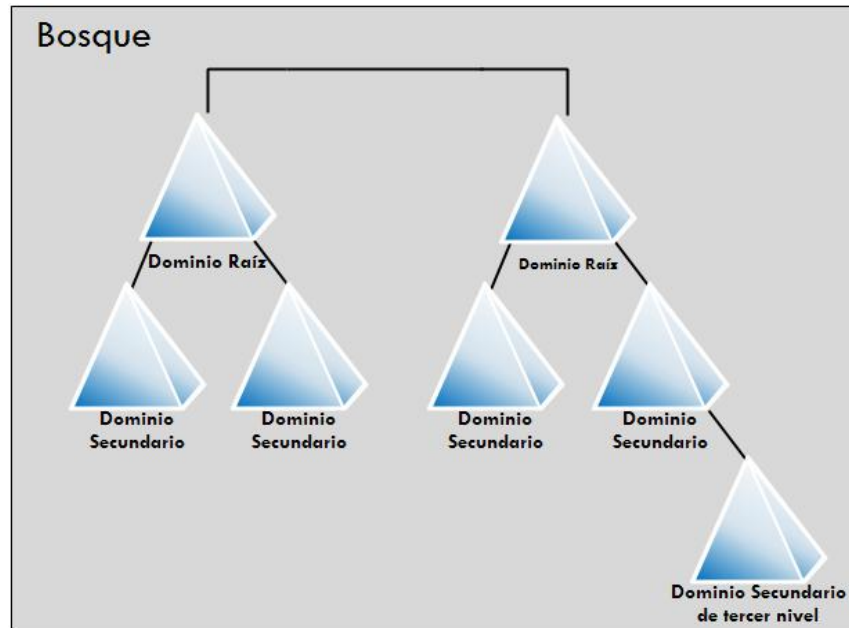 Bosque
Dominio Raíz
Dominio Raíz
Dominio
Secundario
Dominio
Secundario
Dominio
Secundario
Dominio
Secundario
Dominio Secundario
de tercer nivel